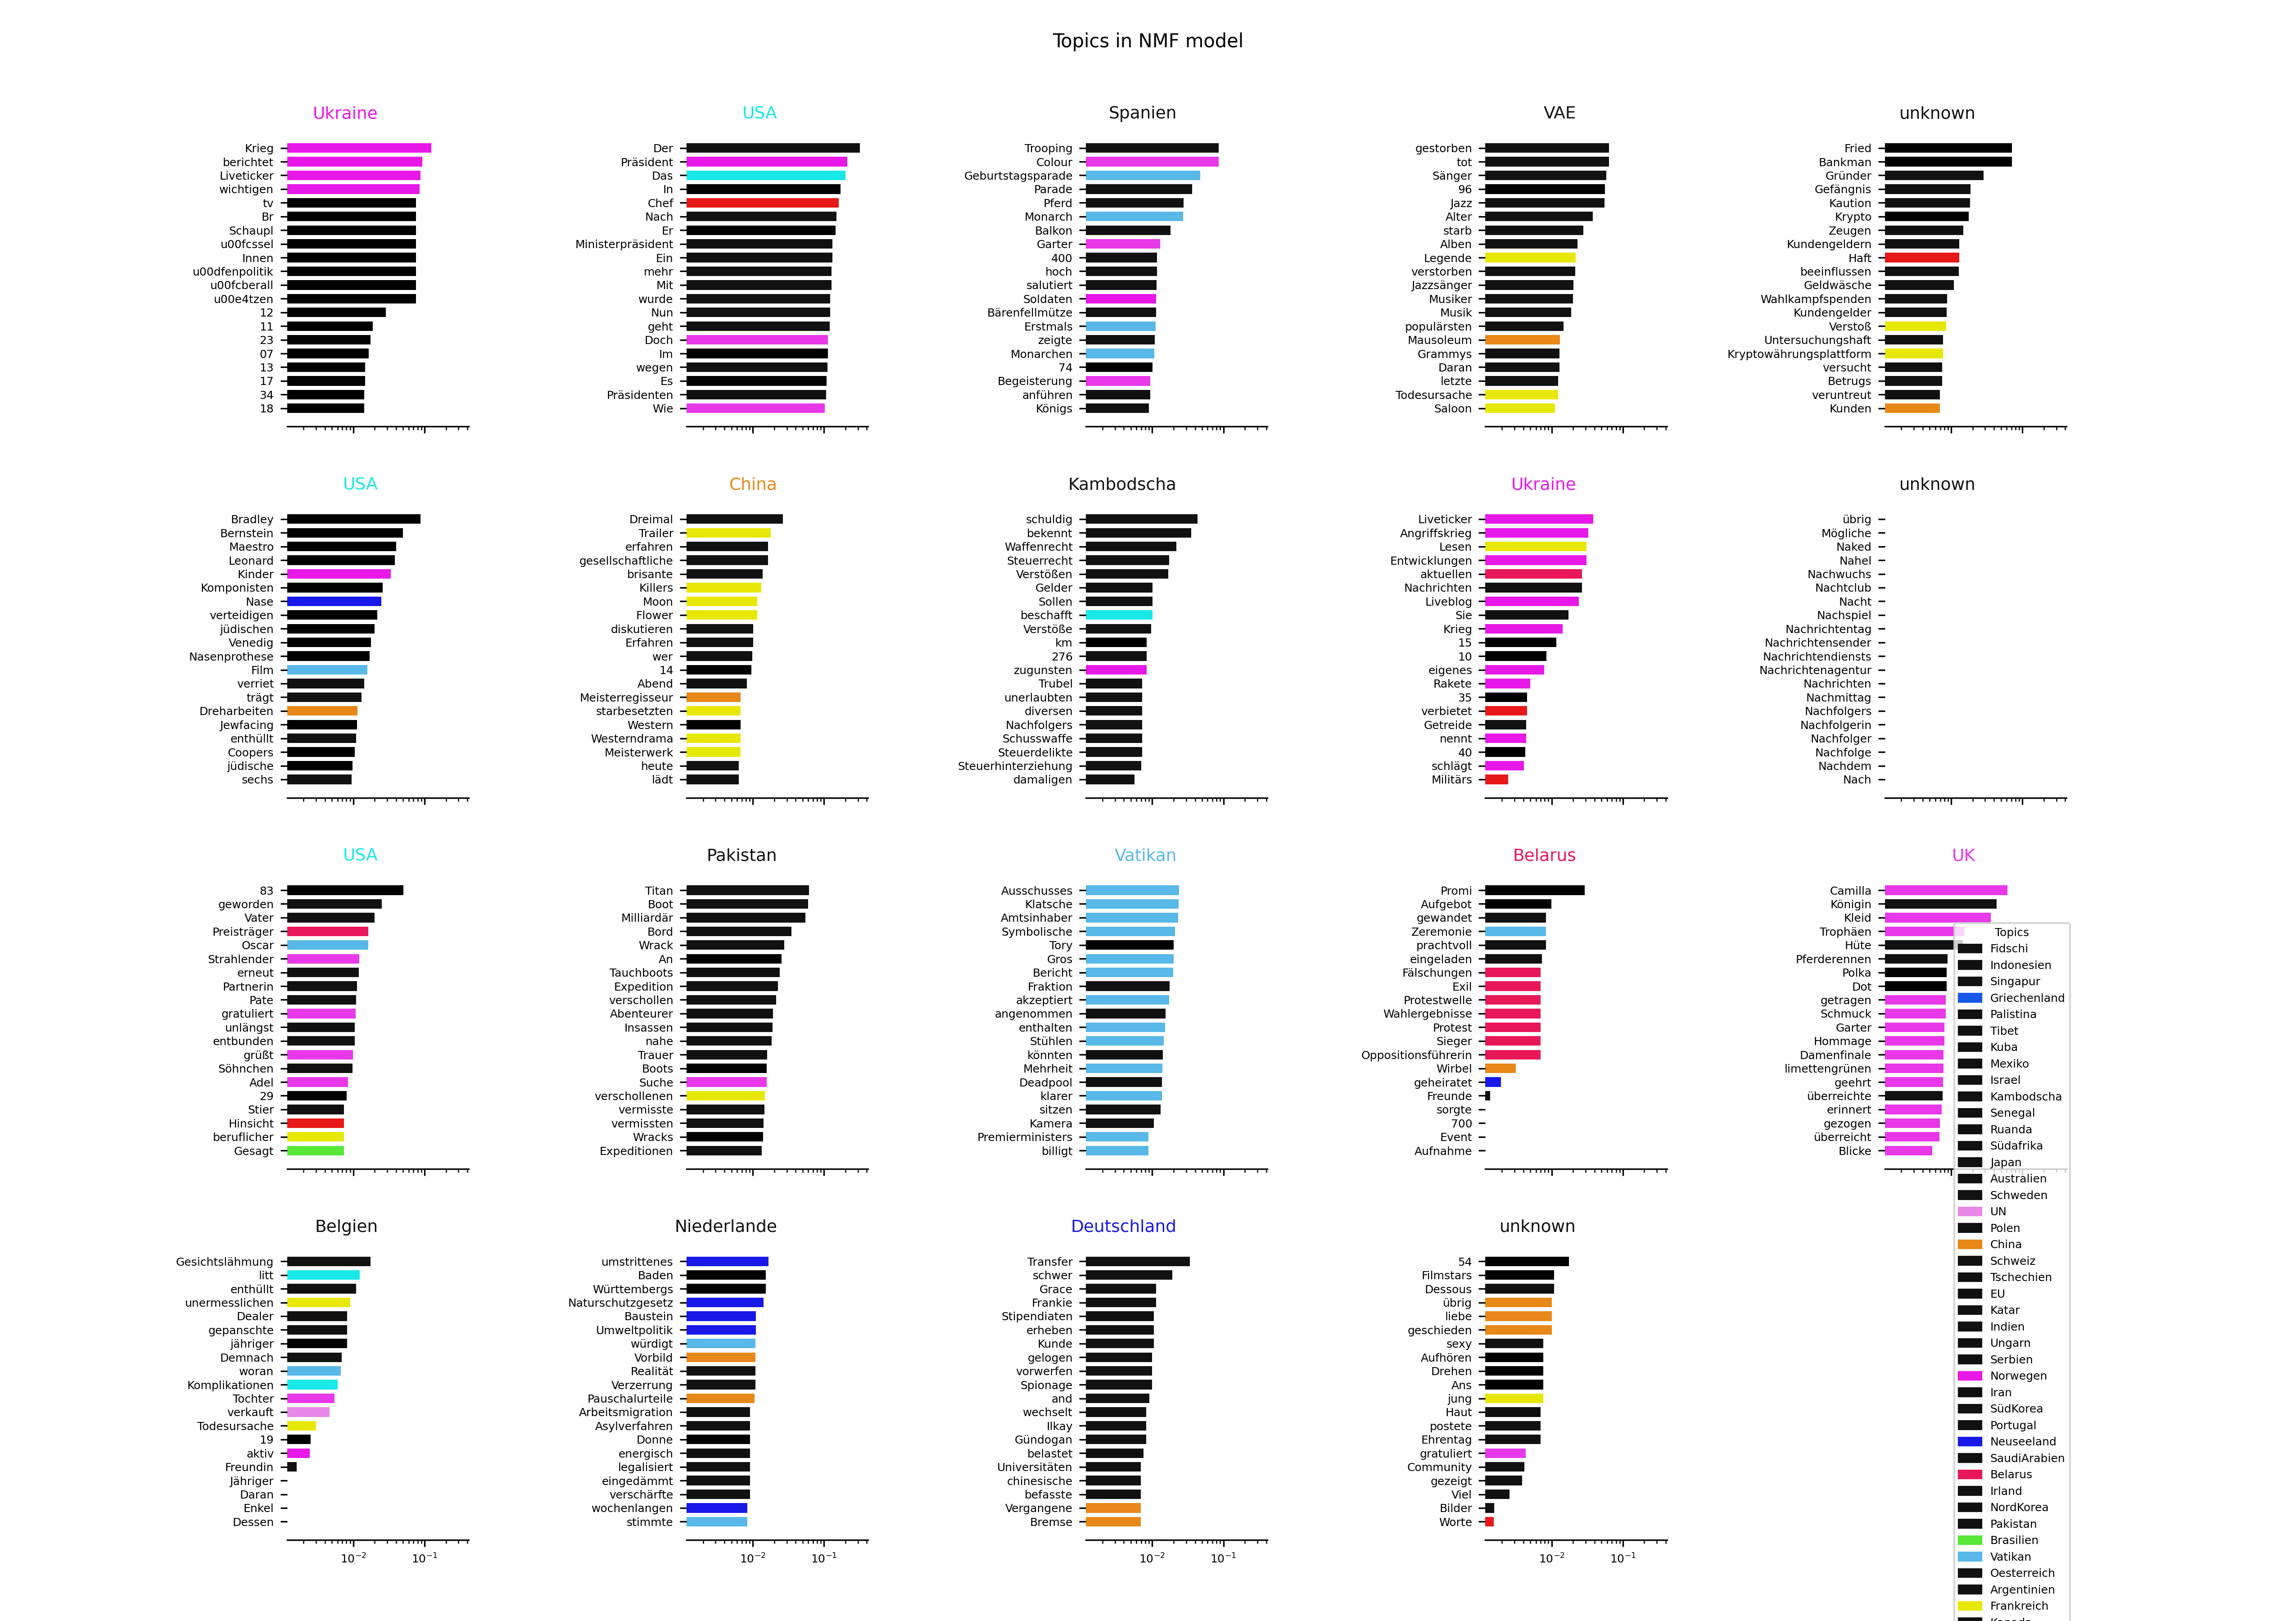 Topics in NMF model
Ukraine
Krieg
berichtet
Liveticker
wichtigen
tv
Br
Schaupl
u00fcssel
Innen
u00dfenpolitik
u00fcberall
u00e4tzen
12
11
23
07
13
17
34
18
USA
Der
Präsident
Das
In
Chef
Nach
Er
Ministerpräsident
Ein
mehr
Mit
wurde
Nun
geht
Doch
Im
wegen
Es
Präsidenten
Wie
Spanien
Trooping
Colour
Geburtstagsparade
Parade
Pferd
Monarch
Balkon
Garter
400
hoch
salutiert
Soldaten
Bärenfellmütze
Erstmals
zeigte
Monarchen
74
Begeisterung
anführen
Königs
VAE
gestorben
tot
Sänger
96
Jazz
Alter
starb
Alben
Legende
verstorben
Jazzsänger
Musiker
Musik
populärsten
Mausoleum
Grammys
Daran
letzte
Todesursache
Saloon
unknown
Fried
Bankman
Gründer
Gefängnis
Kaution
Krypto
Zeugen
Kundengeldern
Haft
beeinflussen
Geldwäsche
Wahlkampfspenden
Kundengelder
Verstoß
Untersuchungshaft
Kryptowährungsplattform
versucht
Betrugs
veruntreut
Kunden
USA
Bradley
Bernstein
Maestro
Leonard
Kinder
Komponisten
Nase
verteidigen
jüdischen
Venedig
Nasenprothese
Film
verriet
trägt
Dreharbeiten
Jewfacing
enthüllt
Coopers
jüdische
sechs
China
Dreimal
Trailer
erfahren
gesellschaftliche
brisante
Killers
Moon
Flower
diskutieren
Erfahren
wer
14
Abend
Meisterregisseur
starbesetzten
Western
Westerndrama
Meisterwerk
heute
lädt
Kambodscha
schuldig
bekennt
Waffenrecht
Steuerrecht
Verstößen
Gelder
Sollen
beschafft
Verstöße
km
276
zugunsten
Trubel
unerlaubten
diversen
Nachfolgers
Schusswaffe
Steuerdelikte
Steuerhinterziehung
damaligen
Ukraine
Liveticker
Angriffskrieg
Lesen
Entwicklungen
aktuellen
Nachrichten
Liveblog
Sie
Krieg
15
10
eigenes
Rakete
35
verbietet
Getreide
nennt
40
schlägt
Militärs
unknown
übrig
Mögliche
Naked
Nahel
Nachwuchs
Nachtclub
Nacht
Nachspiel
Nachrichtentag
Nachrichtensender
Nachrichtendiensts
Nachrichtenagentur
Nachrichten
Nachmittag
Nachfolgers
Nachfolgerin
Nachfolger
Nachfolge
Nachdem
Nach
USA
83
geworden
Vater
Preisträger
Oscar
Strahlender
erneut
Partnerin
Pate
gratuliert
unlängst
entbunden
grüßt
Söhnchen
Adel
29
Stier
Hinsicht
beruflicher
Gesagt
Pakistan
Titan
Boot
Milliardär
Bord
Wrack
An
Tauchboots
Expedition
verschollen
Abenteurer
Insassen
nahe
Trauer
Boots
Suche
verschollenen
vermisste
vermissten
Wracks
Expeditionen
Vatikan
Ausschusses
Klatsche
Amtsinhaber
Symbolische
Tory
Gros
Bericht
Fraktion
akzeptiert
angenommen
enthalten
Stühlen
könnten
Mehrheit
Deadpool
klarer
sitzen
Kamera
Premierministers
billigt
Belarus
Promi
Aufgebot
gewandet
Zeremonie
prachtvoll
eingeladen
Fälschungen
Exil
Protestwelle
Wahlergebnisse
Protest
Sieger
Oppositionsführerin
Wirbel
geheiratet
Freunde
sorgte
700
Event
Aufnahme
UK
Camilla
Königin
Kleid
Trophäen
Hüte
Pferderennen
Polka
Dot
getragen
Schmuck
Garter
Hommage
Damenfinale
limettengrünen
geehrt
überreichte
erinnert
gezogen
überreicht
Blicke
Topics
Fidschi
Indonesien
Singapur
Griechenland
Palistina
Tibet
Kuba
Mexiko
Israel
Kambodscha
Senegal
Ruanda
Südafrika
Japan
Australien
Schweden
UN
Polen
China
Schweiz
Tschechien
EU
Katar
Indien
Ungarn
Serbien
Norwegen
Iran
SüdKorea
Portugal
Neuseeland
SaudiArabien
Belarus
Irland
NordKorea
Pakistan
Brasilien
Vatikan
Oesterreich
Argentinien
Frankreich
Belgien
Gesichtslähmung
litt
enthüllt
unermesslichen
Dealer
gepanschte
jähriger
Demnach
woran
Komplikationen
Tochter
verkauft
Todesursache
19
aktiv
Freundin
Jähriger
Daran
Enkel
Dessen
10⁻² 10⁻¹
Niederlande
umstrittenes
Baden
Württembergs
Naturschutzgesetz
Baustein
Umweltpolitik
würdigt
Vorbild
Realität
Verzerrung
Pauschalurteile
Arbeitsmigration
Asylverfahren
Donne
energisch
legalisiert
eingedämmt
verschärfte
wochenlangen
stimmte
10⁻² 10⁻¹
Deutschland
Transfer
schwer
Grace
Frankie
Stipendiaten
erheben
Kunde
gelogen
vorwerfen
Spionage
and
wechselt
Ilkay
Gündogan
belastet
Universitäten
chinesische
befasste
Vergangene
Bremse
10⁻² 10⁻¹
unknown
54
Filmstars
Dessous
übrig
liebe
geschieden
sexy
Aufhören
Drehen
Ans
jung
Haut
postete
Ehrentag
gratuliert
Community
gezeigt
Viel
Bilder
Worte
10⁻² 10⁻¹